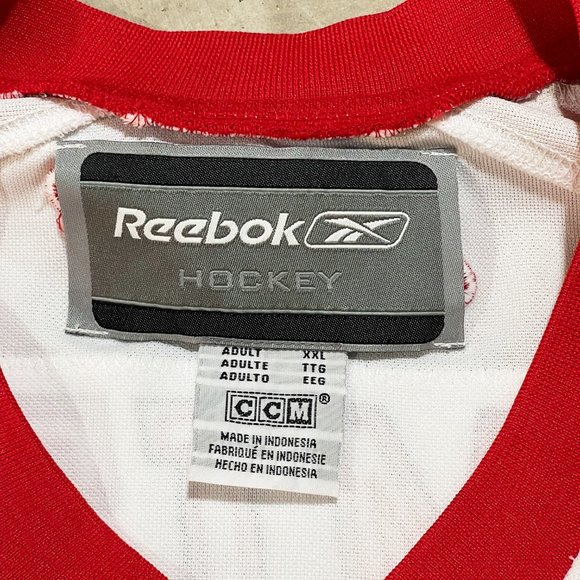 Reebok
HOCKEY
ADULT XXL
ADULTE TTG
ADULTO EEG
CCM®
MADE IN INDONESIA
FABRIQUÉ EN INDONESIE
HECHO EN INDONESIA